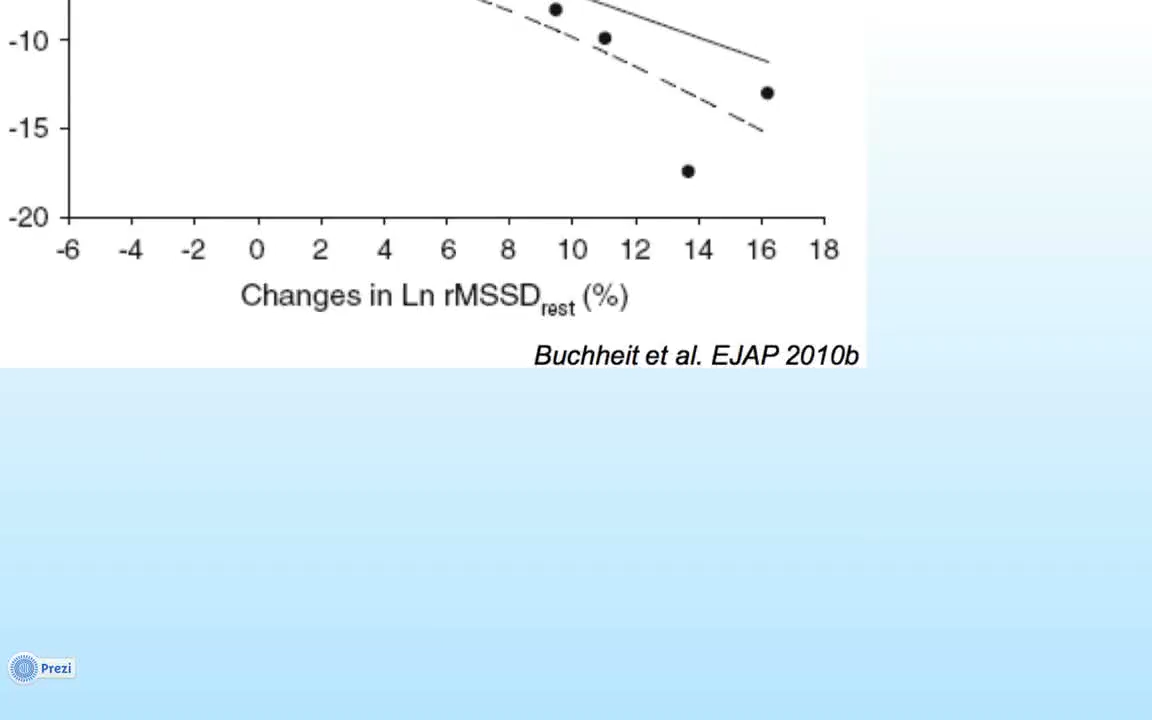 -10
-15
-20
-6 -4 -2 0 2 4 6 8 10 12 14 16 18
Changes in Ln rMSSDrest (%)
Buchheit et al. EJAP 2010b
Prezi